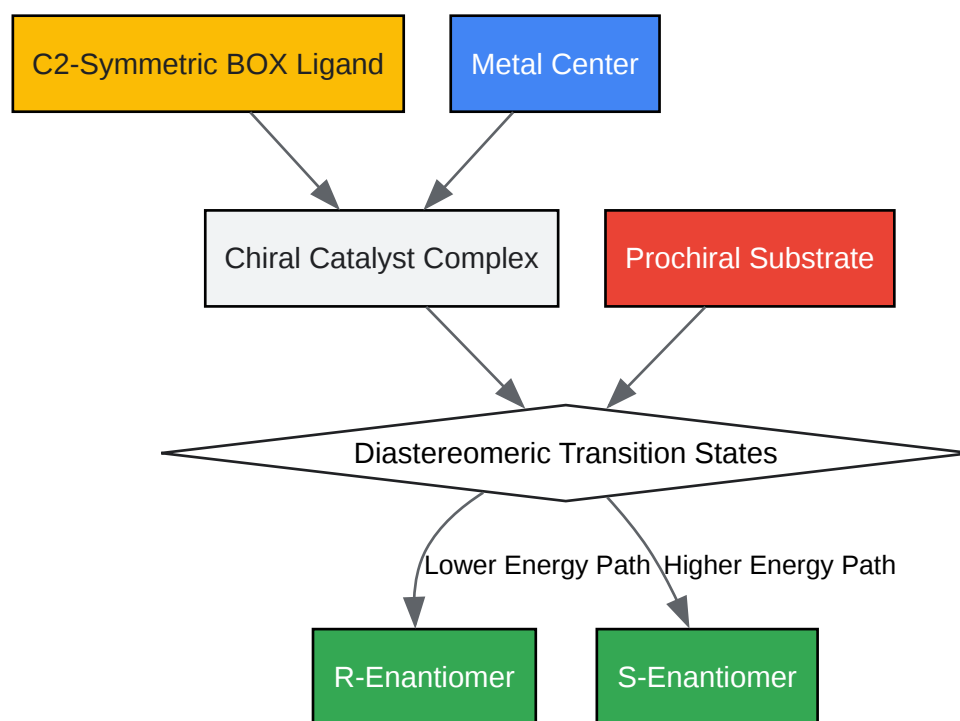 C2-Symmetric BOX Ligand
Metal Center
Chiral Catalyst Complex
Prochiral Substrate
Diastereomeric Transition States
Lower Energy Path
Higher Energy Path
R-Enantiomer
S-Enantiomer